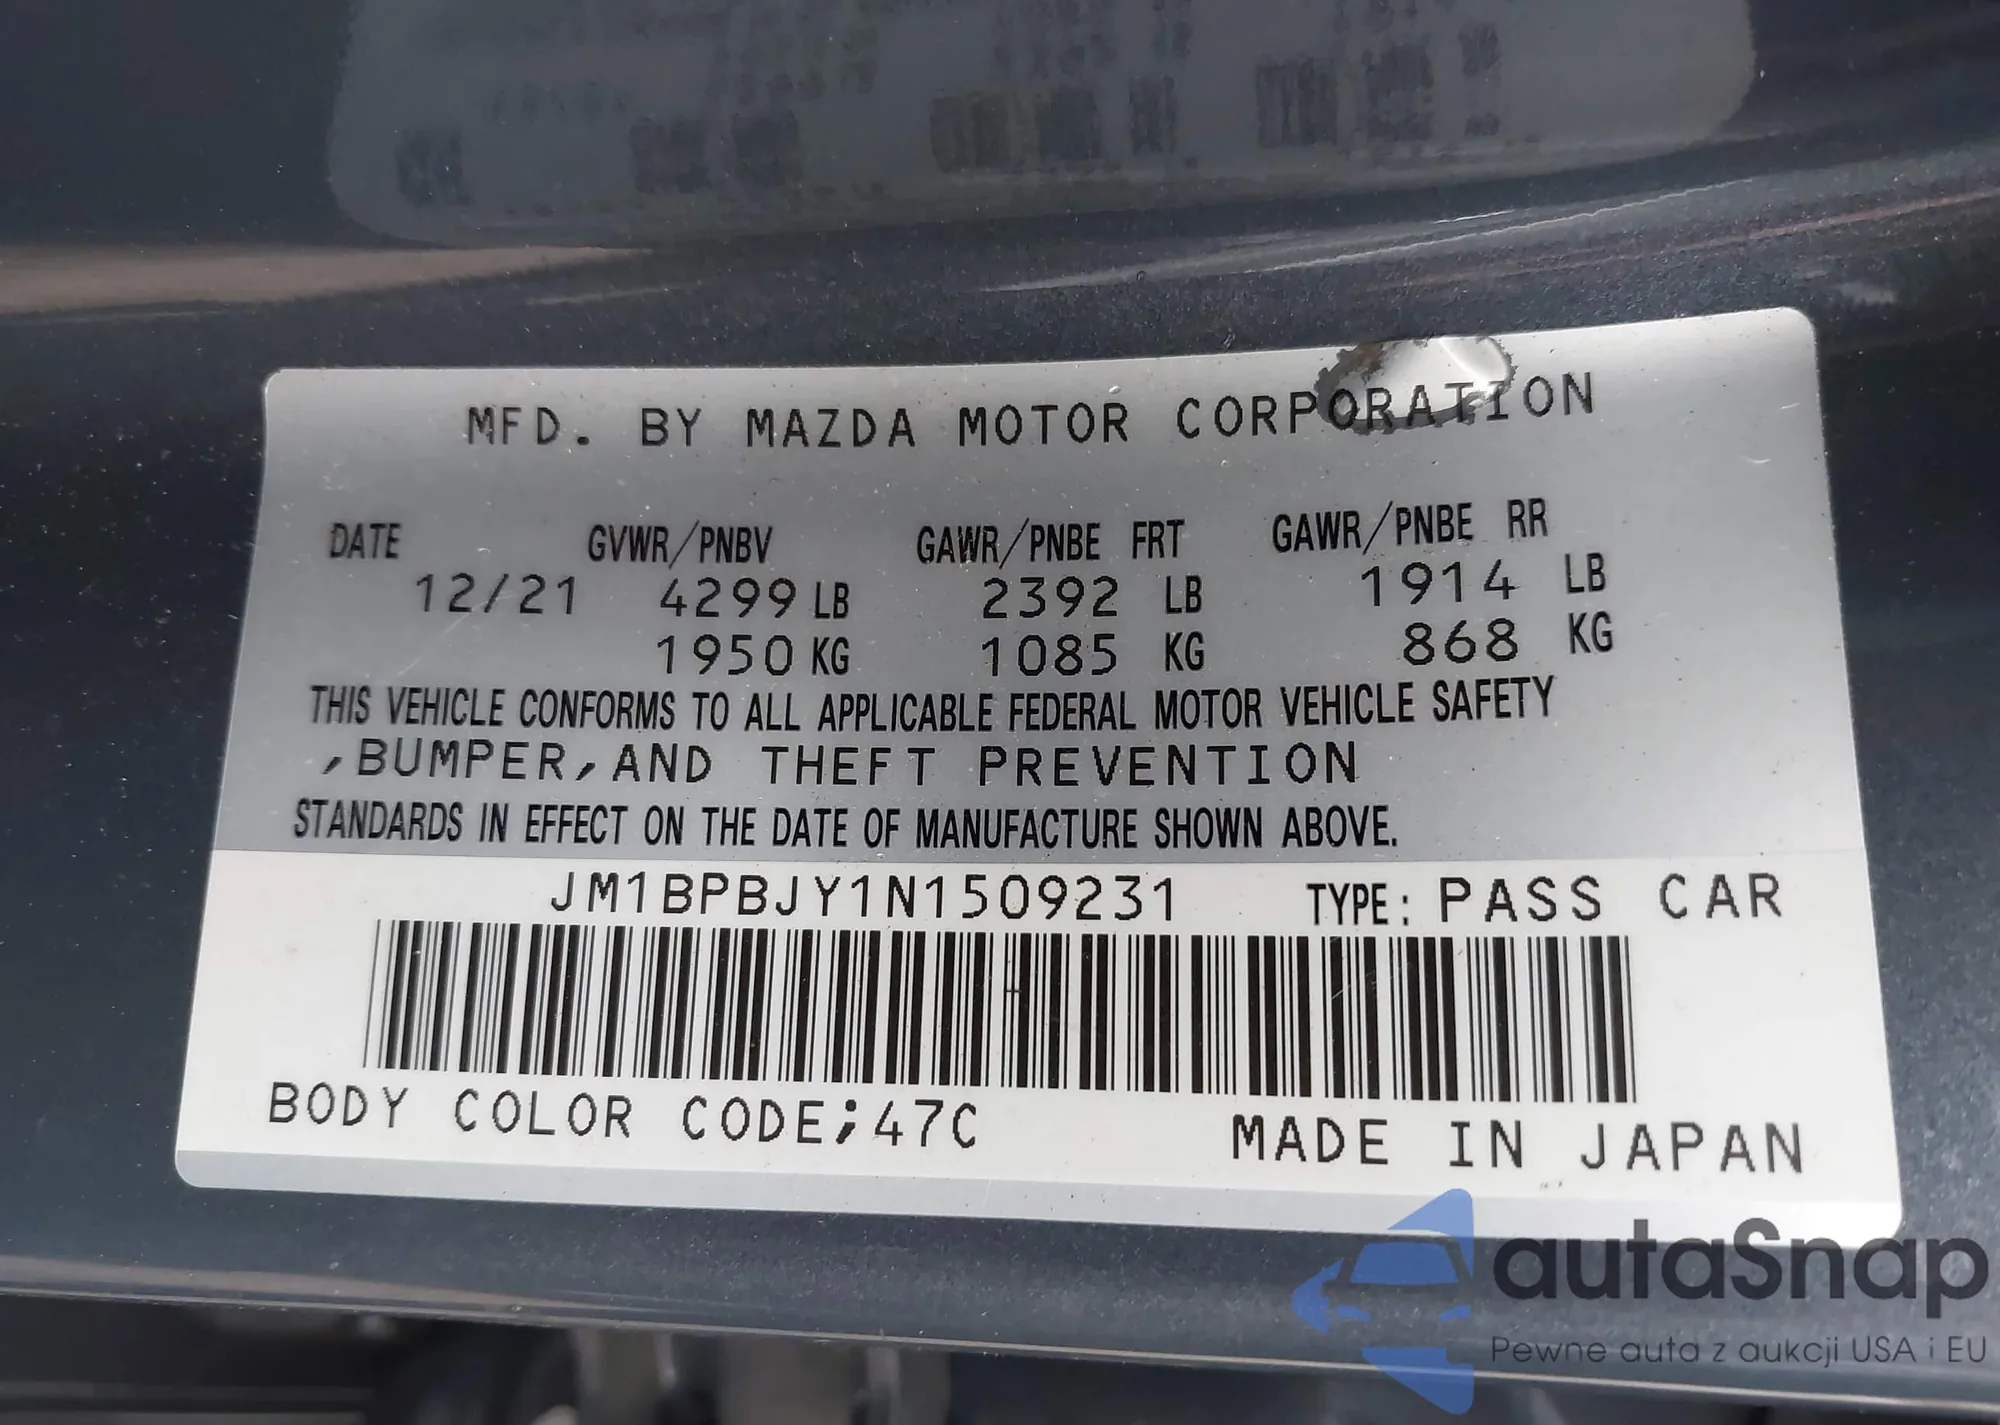 MFD. BY MAZDA MOTOR CORPORATION
DATE GVWR/PNBV GAWR/PNBE FRT GAWR/PNBE RR
12/21 4299 LB 2392 LB 1914 LB
1950 KG 1085 KG 868 KG
THIS VEHICLE CONFORMS TO ALL APPLICABLE FEDERAL MOTOR VEHICLE SAFETY
,BUMPER,AND THEFT PREVENTION
STANDARDS IN EFFECT ON THE DATE OF MANUFACTURE SHOWN ABOVE.
JM1BPBJY1N1509231 TYPE: PASS CAR
BODY COLOR CODE;47C MADE IN JAPAN
autaSnap
Pewne auta z aukcji USA i EU